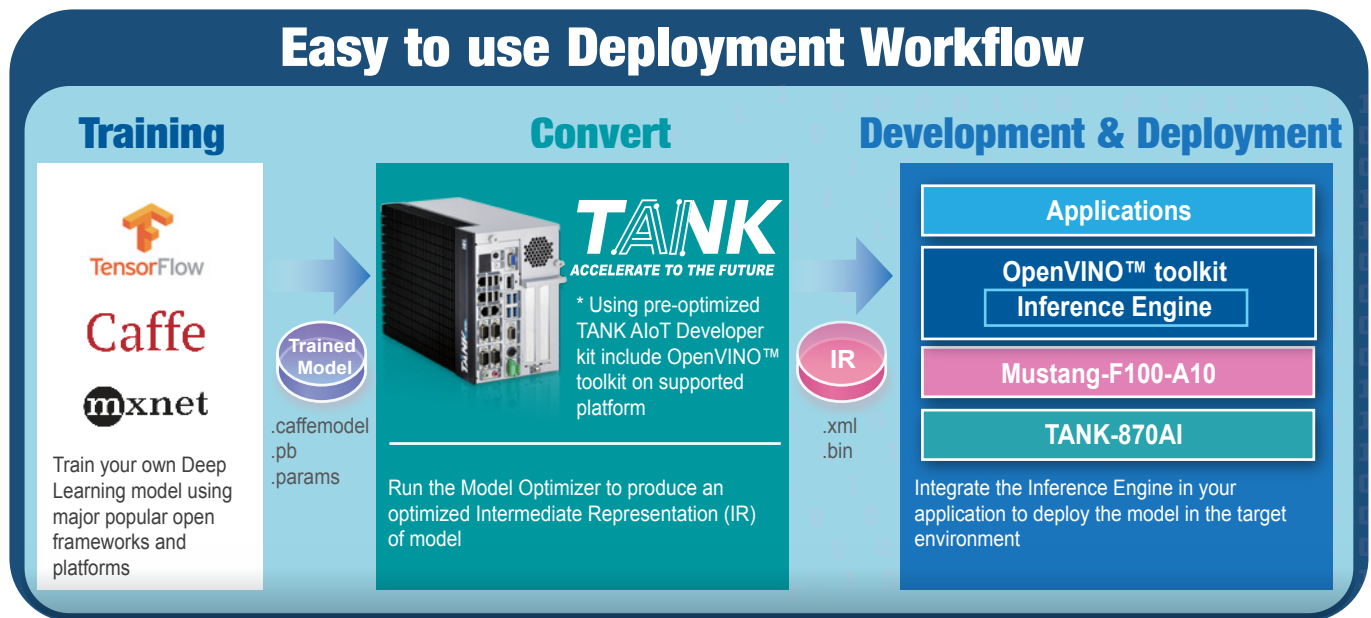 Easy to use Deployment Workflow
Training
TensorFlow
Caffe
mxnet
Train your own Deep
Learning model using
major popular open
frameworks and
platforms
Trained
Model
.caffemodel
.pb
.params
Convert
TANK
ACCELERATE TO THE FUTURE
* Using pre-optimized
TANK AIoT Developer
kit include OpenVINO™
toolkit on supported
platform
TANK
Run the Model Optimizer to produce an
optimized Intermediate Representation (IR)
of model
IR
.xml
.bin
Development & Deployment
Applications
OpenVINO™ toolkit
Inference Engine
Mustang-F100-A10
TANK-870AI
Integrate the Inference Engine in your
application to deploy the model in the target
environment